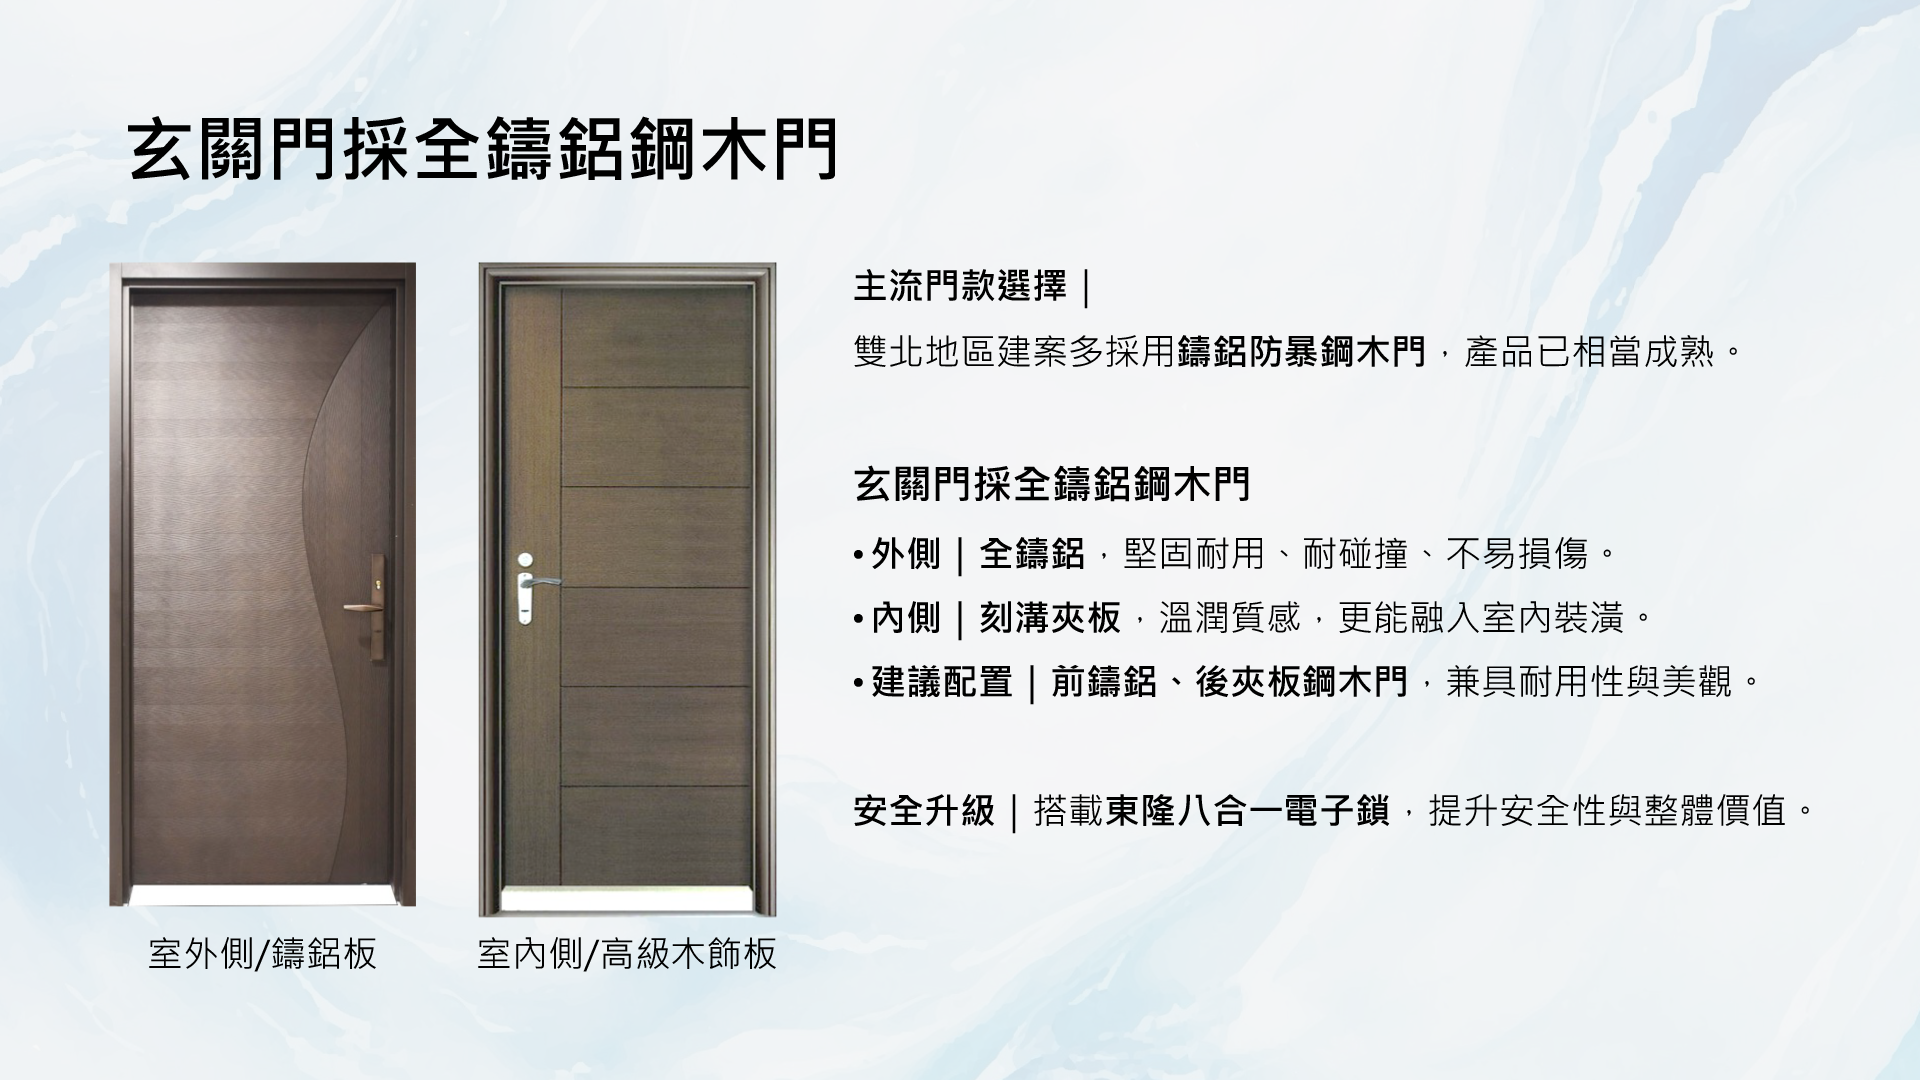 玄關門採全鑄鋁鋼木門
主流門款選擇｜
雙北地區建案多採用鑄鋁防暴鋼木門，產品已相當成熟。
玄關門採全鑄鋁鋼木門
•外側｜全鑄鋁，堅固耐用、耐碰撞、不易損傷。
•內側｜刻溝夾板，溫潤質感，更能融入室內裝潢。
•建議配置｜前鑄鋁、後夾板鋼木門，兼具耐用性與美觀。
安全升級｜搭載東隆八合一電子鎖，提升安全性與整體價值。
室外側/鑄鋁板
室內側/高級木飾板